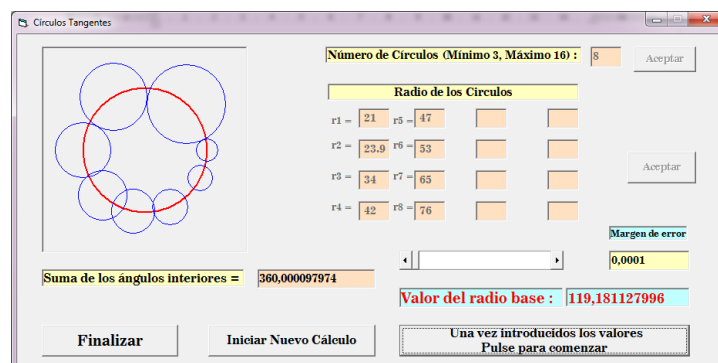 Círculos Tangentes
Número de Círculos (Mínimo 3, Máximo 16) :
8
Aceptar
Radio de los Circulos
r1 = 21 r5 = 47
r2 = 23.9 r6 = 53
r3 = 34 r7 = 65
r4 = 42 r8 = 76
Aceptar
Margen de error
0,0001
Suma de los ángulos interiores =
360,000097974
Valor del radio base :
119,181127996
Finalizar
Iniciar Nuevo Cálculo
Una vez introducidos los valores
Pulse para comenzar